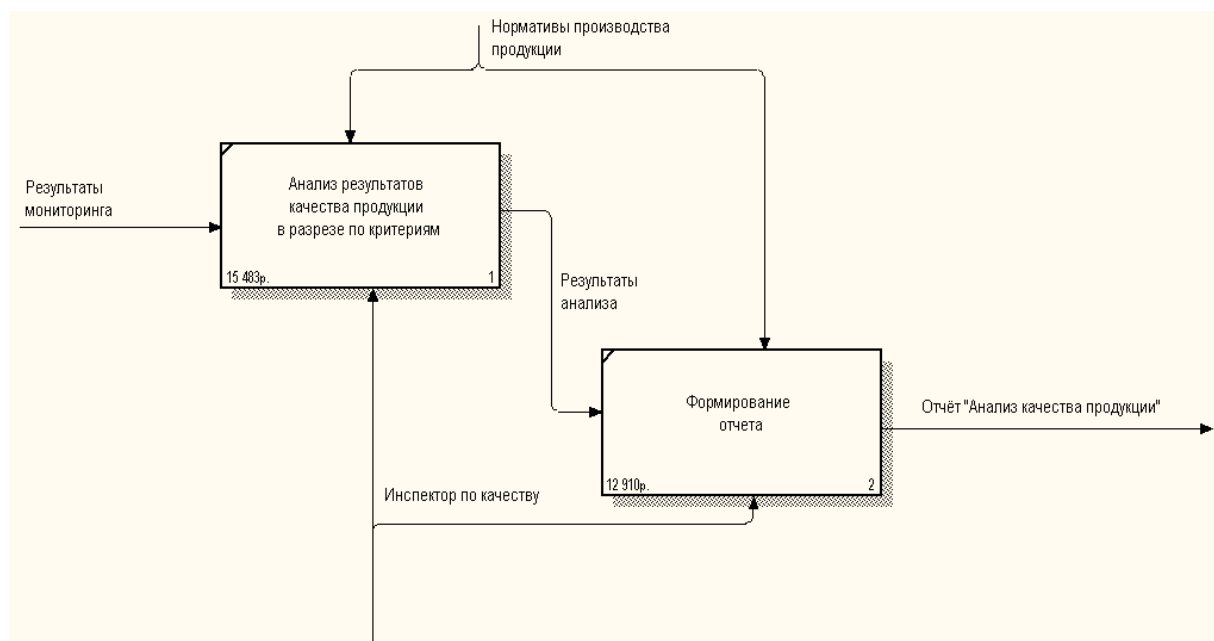 Нормативы производства
продукции
Результаты
мониторинга
Анализ результатов
качества продукции
в разрезе по критериям
15 483р.
1
Результаты
анализа
Формирование
отчета
12 910р.
2
Отчёт "Анализ качества продукции"
Инспектор по качеству